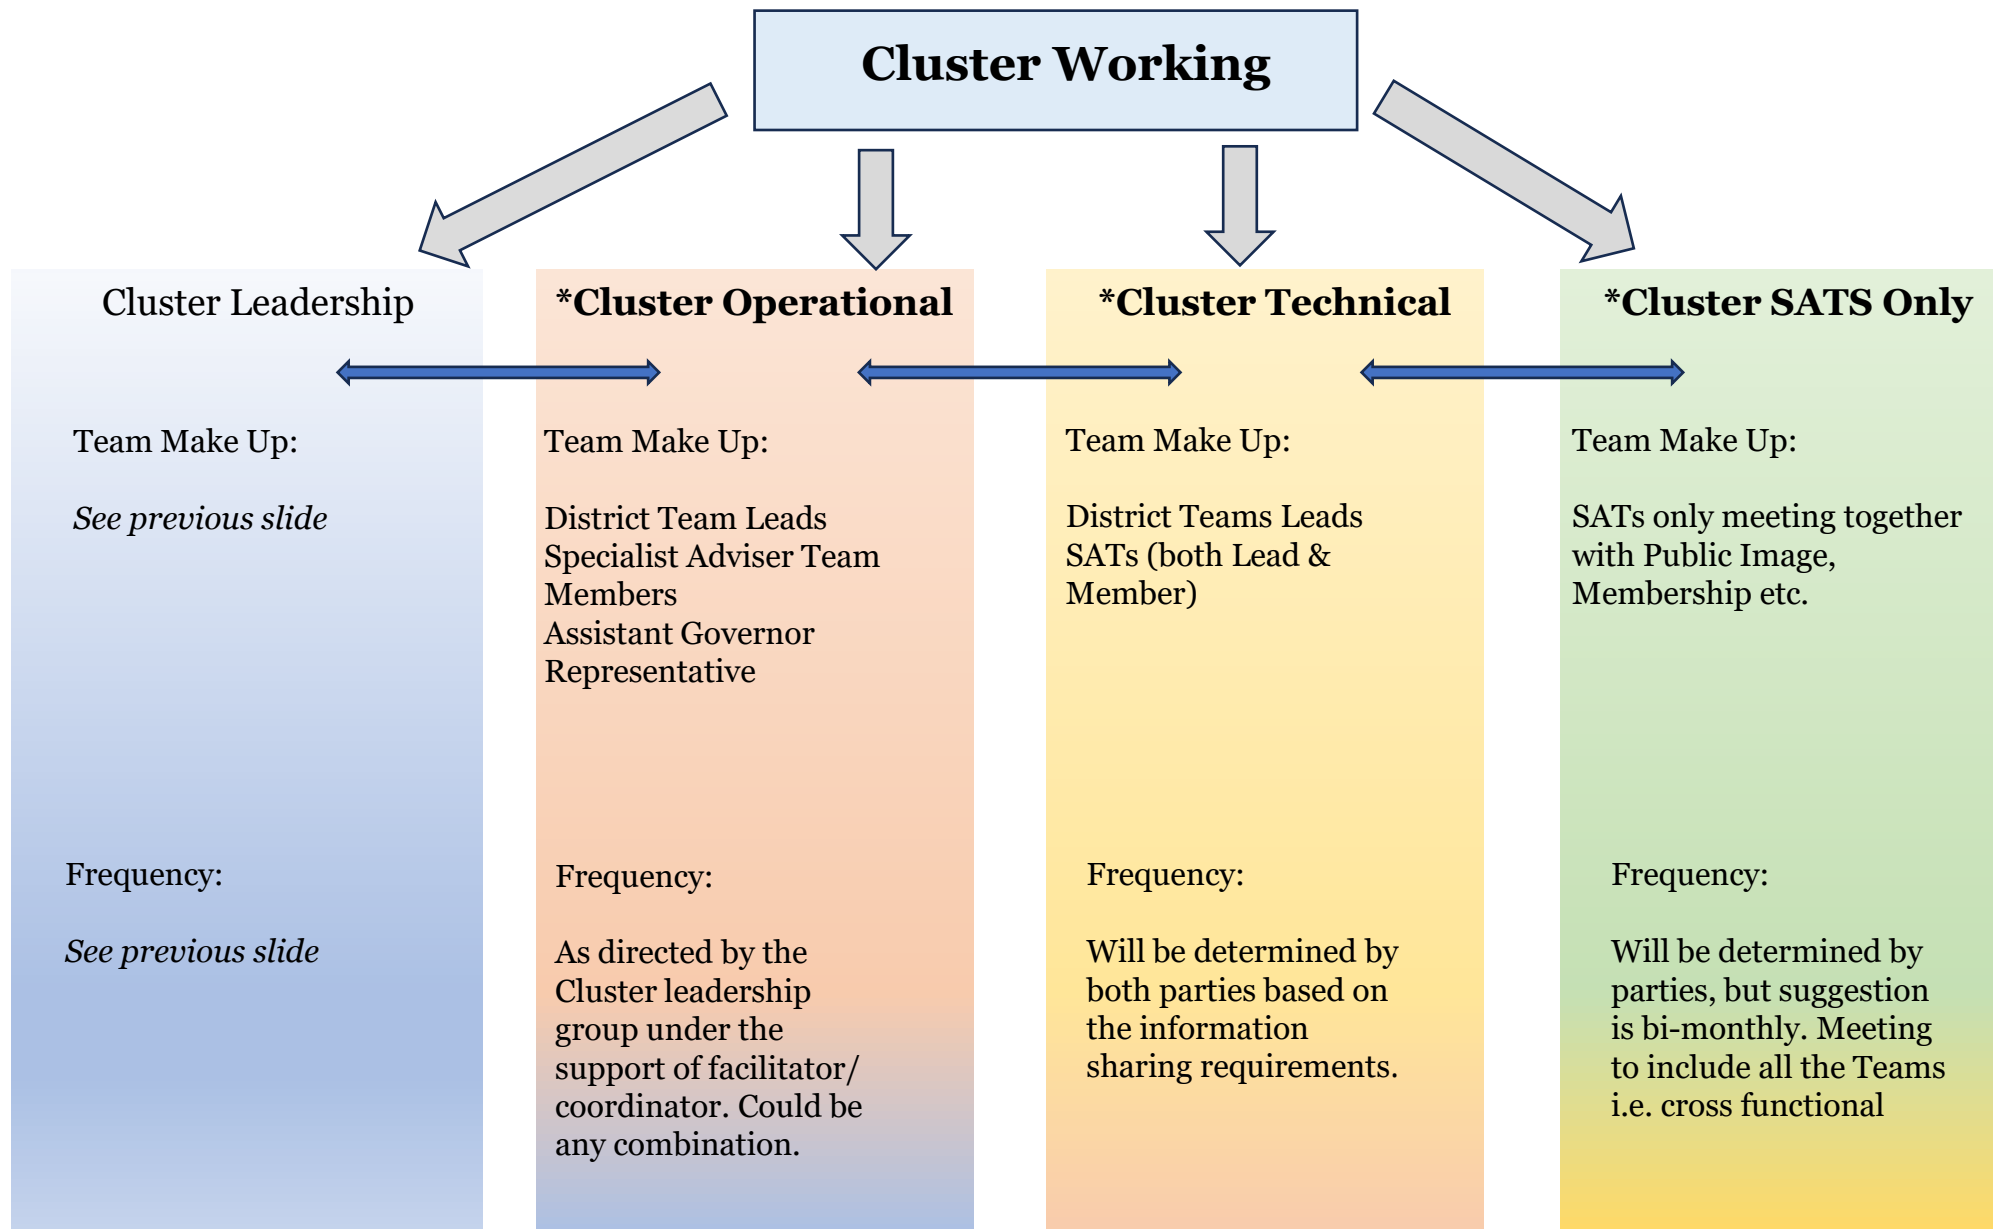 Cluster Working
Cluster Leadership
Team Make Up:
See previous slide
Frequency:
See previous slide
*Cluster Operational
Team Make Up:
District Team Leads
Specialist Adviser Team
Members
Assistant Governor
Representative
Frequency:
As directed by the
Cluster leadership
group under the
support of facilitator/
coordinator. Could be
any combination.
*Cluster Technical
Team Make Up:
District Teams Leads
SATs (both Lead &
Member)
Frequency:
Will be determined by
both parties based on
the information
sharing requirements.
*Cluster SATS Only
Team Make Up:
SATs only meeting together
with Public Image,
Membership etc.
Frequency:
Will be determined by
parties, but suggestion
is bi-monthly. Meeting
to include all the Teams
i.e. cross functional